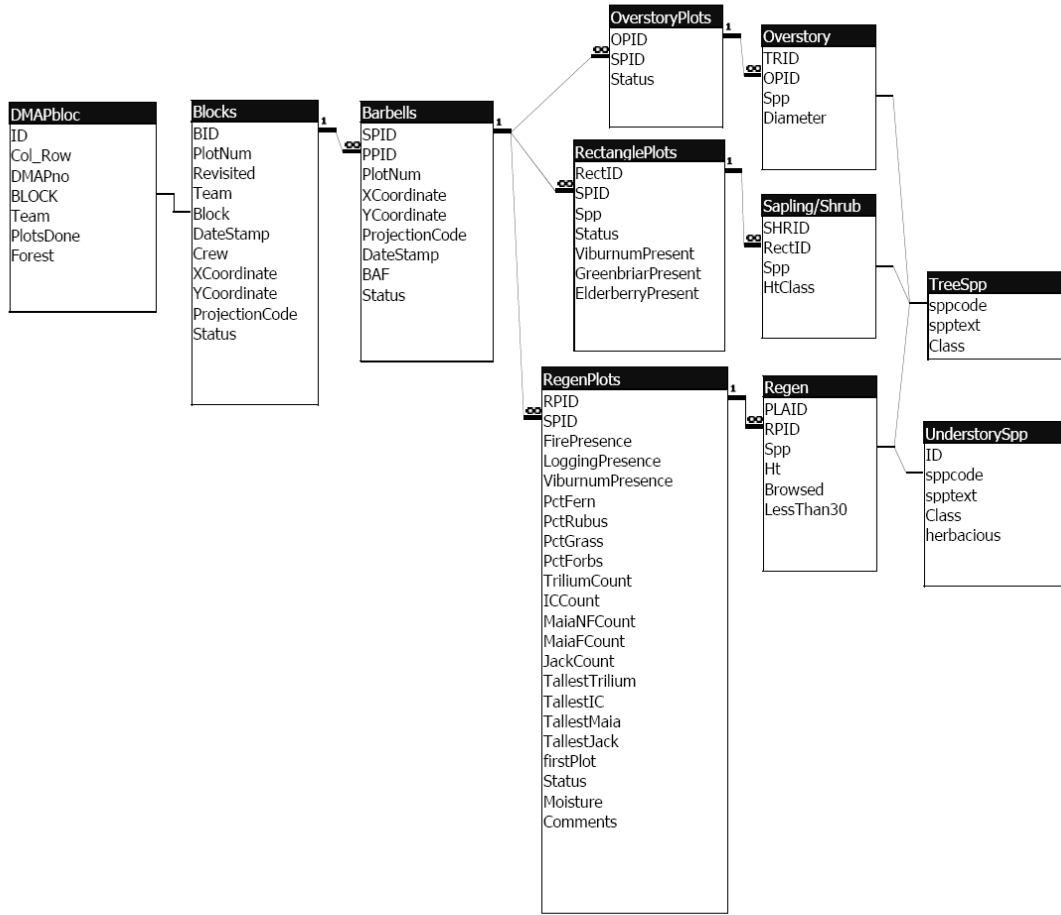 DMAPbloc
ID
Col_Row
DMAPno
BLOCK
Team
PlotsDone
Forest
Blocks
BID
PlotNum
Revisited
Team
Block
DateStamp
Crew
XCoordinate
YCoordinate
ProjectionCode
Status
1
∞
Barbells
SPID
PPID
PlotNum
XCoordinate
YCoordinate
ProjectionCode
DateStamp
BAF
Status
1
∞
OverstoryPlots
OPID
SPID
Status
1
∞
Overstory
TRID
OPID
Spp
Diameter
∞
RectanglePlots
RectID
SPID
Spp
Status
ViburnumPresent
GreenbriarPresent
ElderberryPresent
1
∞
Sapling/Shrub
SHRID
RectID
Spp
HtClass
∞
RegenPlots
RPID
SPID
FirePresence
LoggingPresence
ViburnumPresence
PctFern
PctRubus
PctGrass
PctForbs
TriliumCount
ICCount
MaiaNFCount
MaiaFCount
JackCount
TallestTrilium
TallestIC
TallestMaia
TallestJack
firstPlot
Status
Moisture
Comments
1
∞
Regen
PLAID
RPID
Spp
Ht
Browsed
LessThan30
TreeSpp
sppcode
spptext
Class
UnderstorySpp
ID
sppcode
spptext
Class
herbacious